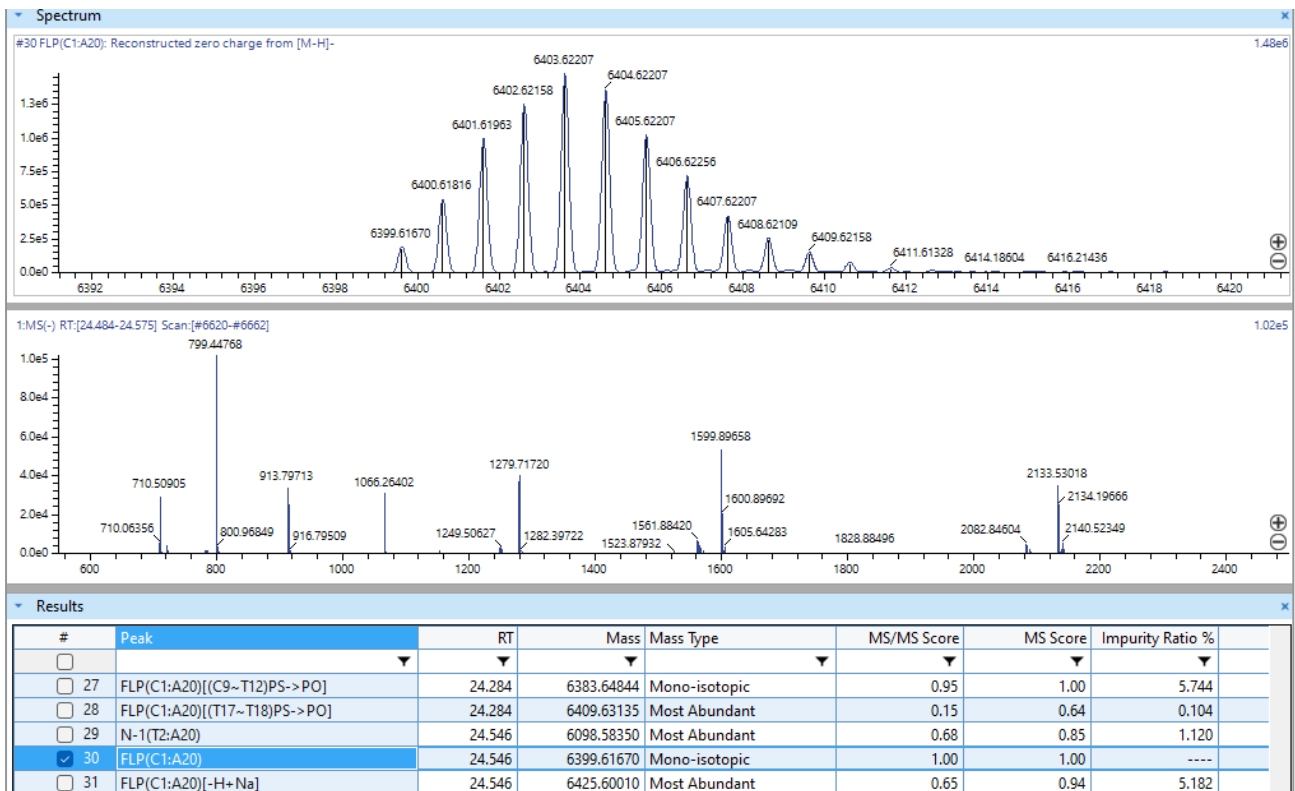 Spectrum
#30 FLP(C1:A20): Reconstructed zero charge from [M-H]-
1.48e6
6403.62207
6404.62207
6402.62158
1.3e6
6401.61963
6405.62207
1.0e6
6406.62256
7.5e5
6400.61816
5.0e5
6407.62207
6399.61670
6408.62109
2.5e5
6409.62158
6411.61328
6414.18604
6416.21436
0.0e0
6392 6394 6396 6398 6400 6402 6404 6406 6408 6410 6412 6414 6416 6418 6420
1:MS(-) RT:[24.484-24.575] Scan:[#6620-#6662]
1.02e5
799.44768
1.0e5
8.0e4
6.0e4
1599.89658
4.0e4
710.50905
913.79713
1066.26402
1279.71720
2133.53018
2134.19666
1600.89692
2.0e4
710.06356
800.96849
916.79509
1249.50627
1282.39722
1523.87932
1561.88420
1605.64283
1828.88496
2082.84604
2140.52349
0.0e0
600 800 1000 1200 1400 1600 1800 2000 2200 2400
Results
# Peak RT Mass Mass Type MS/MS Score MS Score Impurity Ratio %
27 FLP(C1:A20)[(C9~T12)PS->PO] 24.284 6383.64844 Mono-isotopic 0.95 1.00 5.744
28 FLP(C1:A20)[(T17~T18)PS->PO] 24.284 6409.63135 Most Abundant 0.15 0.64 0.104
29 N-1(T2:A20) 24.546 6098.58350 Most Abundant 0.68 0.85 1.120
30 FLP(C1:A20) 24.546 6399.61670 Mono-isotopic 1.00 1.00 ----
31 FLP(C1:A20)[-H+Na] 24.546 6425.60010 Most Abundant 0.65 0.94 5.182